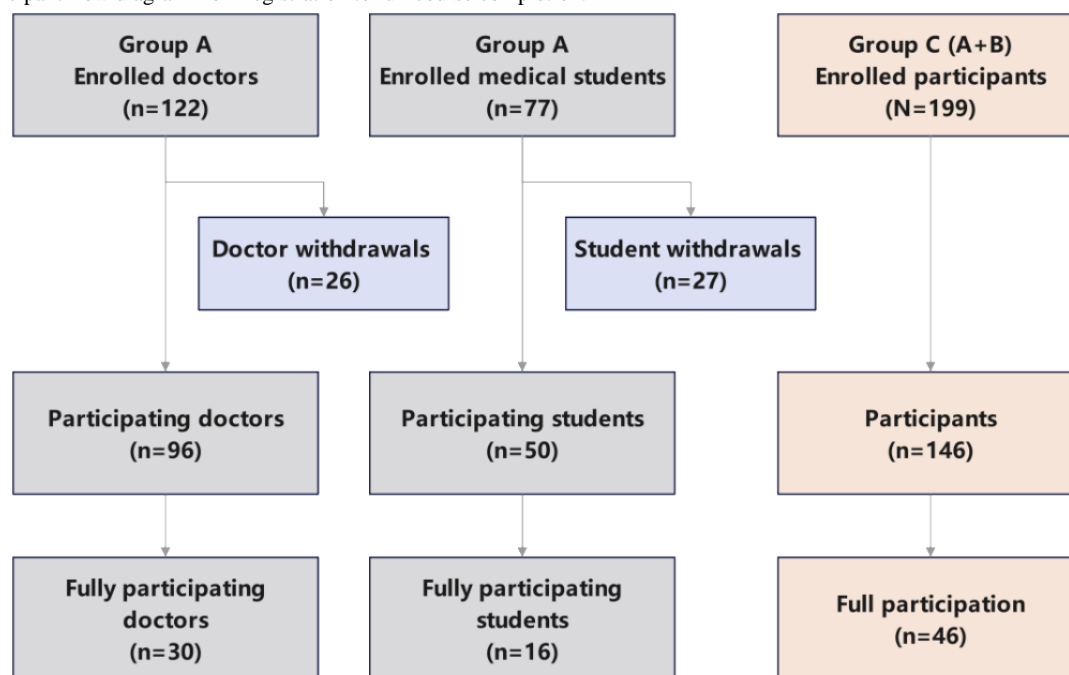 Group A
Enrolled doctors
(n=122)
Group A
Enrolled medical students
(n=77)
Group C (A+B)
Enrolled participants
(N=199)
Doctor withdrawals
(n=26)
Student withdrawals
(n=27)
Participating doctors
(n=96)
Participating students
(n=50)
Participants
(n=146)
Fully participating
doctors
(n=30)
Fully participating
students
(n=16)
Full participation
(n=46)